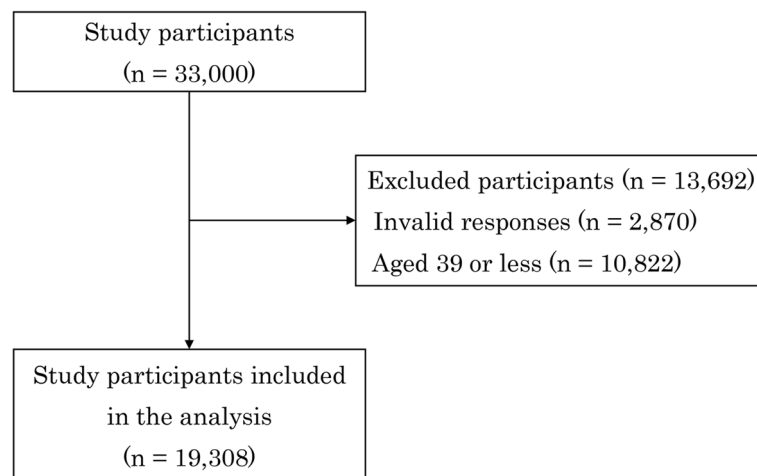 Study participants
(n = 33,000)
Excluded participants (n = 13,692)
Invalid responses (n = 2,870)
Aged 39 or less (n = 10,822)
Study participants included
in the analysis
(n = 19,308)